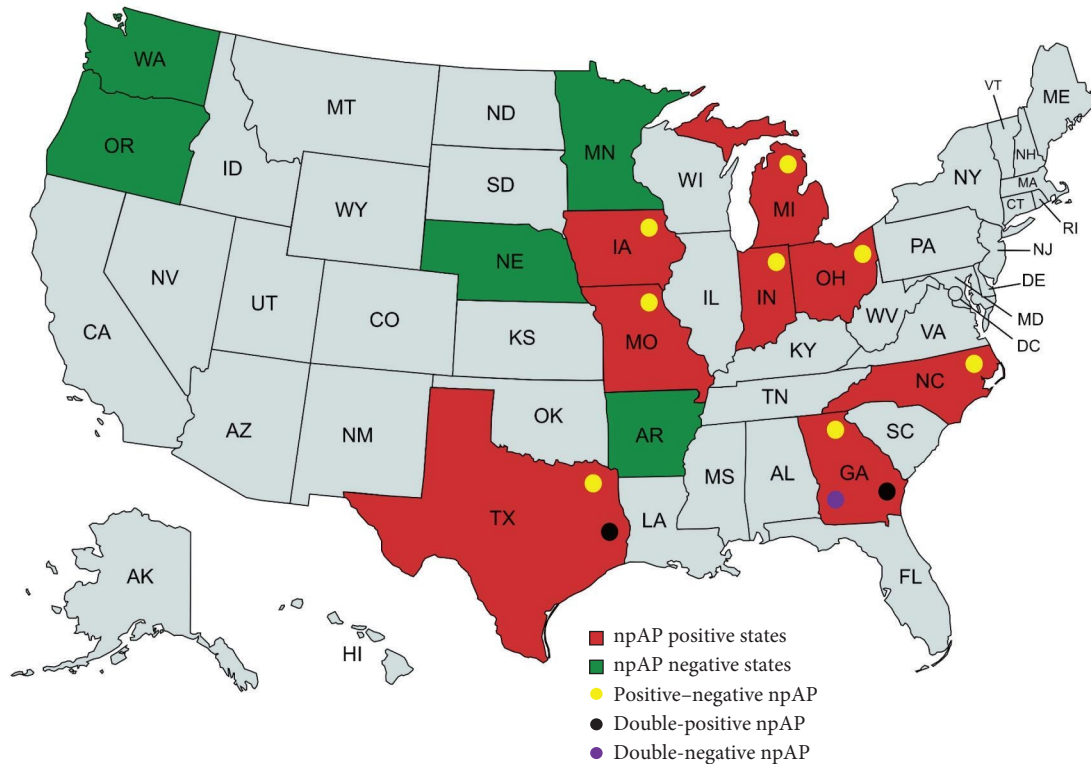 WA
MT
ND
MN
VT
ME
OR
ID
SD
WI
NH
NY
MA
CT
RI
WY
MI
IA
PA
NJ
NE
NV
UT
CO
IL
IN
OH
DE
CA
KS
MO
WV
VA
MD
DC
KY
NC
TN
AZ
NM
OK
AR
SC
MS
AL
GA
TX
LA
FL
AK
HI
npAP positive states
npAP negative states
Positive–negative npAP
Double-positive npAP
Double-negative npAP